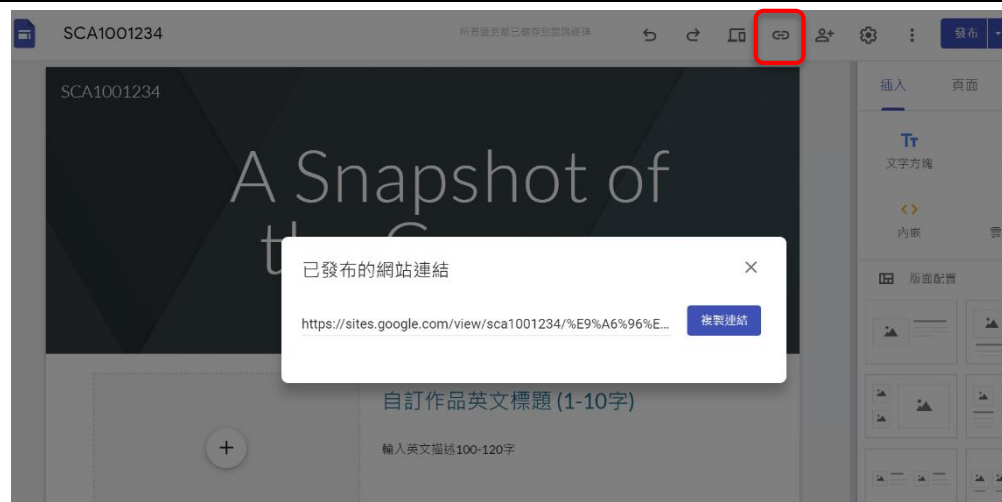 SCA1001234
所有變更都已儲存到雲端硬碟
發布
SCA1001234
插入
頁面
A Snapshot of
Tт
文字方塊
<>
內嵌
已發布的網站連結
版面配置
https://sites.google.com/view/sca1001234/%E9%A6%96%E...
複製連結
自訂作品英文標題 (1-10字)
輸入英文描述100-120字